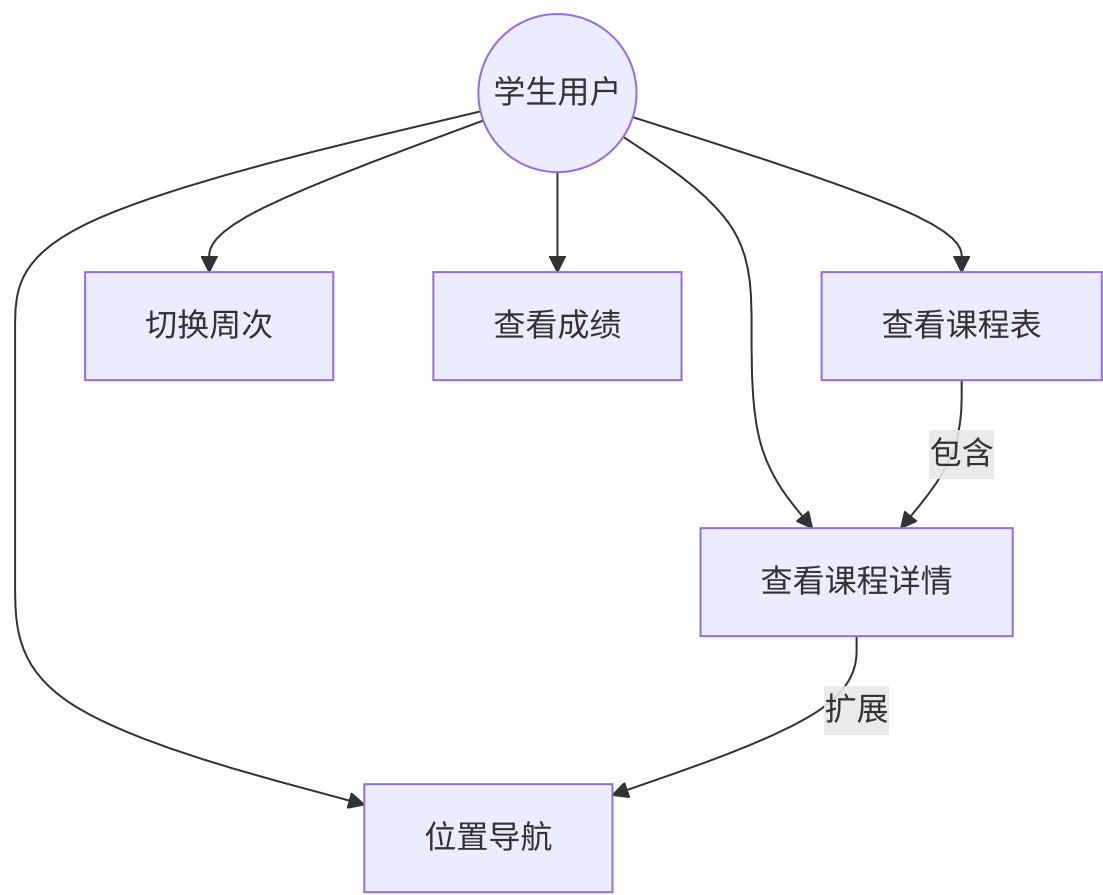 学生用户
切换周次
查看成绩
查看课程表
包含
查看课程详情
扩展
位置导航